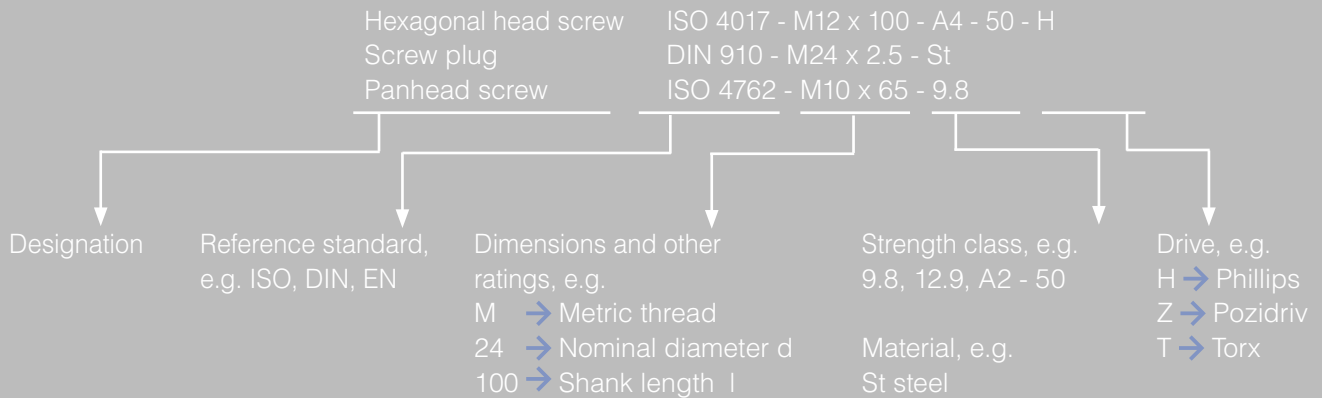 Hexagonal head screw ISO 4017 - M12 x 100 - A4 - 50 - H
Screw plug DIN 910 - M24 x 2.5 - St
Panhead screw ISO 4762 - M10 x 65 - 9.8
Designation
Reference standard,
e.g. ISO, DIN, EN
Dimensions and other
ratings, e.g.
M → Metric thread
24 → Nominal diameter d
100 → Shank length l
Strength class, e.g.
9.8, 12.9, A2 - 50
Material, e.g.
St steel
Drive, e.g.
H → Phillips
Z → Pozidriv
T → Torx